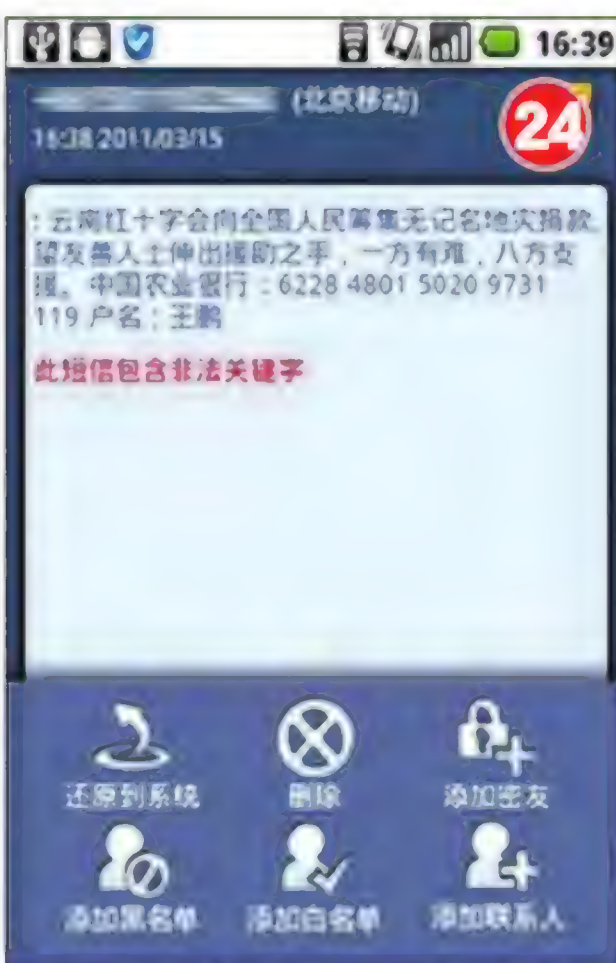 16:39
(北京移动)
24
16:38 2011/03/15
:云南红十字会向全国人民筹集无记名地灾捐款
望友善人士伸出援助之手,一方有难,八方支
援。中国农业银行:6228 4801 5020 9731
119 户名:王鹏
此短信包含非法关键字
还原到系统 删除 添加密友
添加黑名单 添加白名单 添加联系人